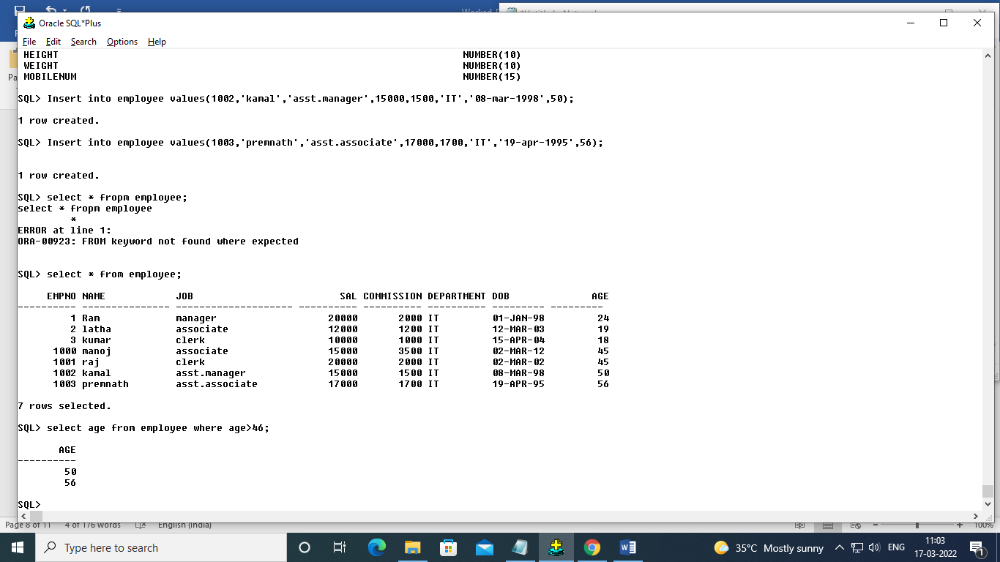 Oracle SQL*Plus
File Edit Search Options Help
HEIGHT NUMBER(10)
WEIGHT NUMBER(10)
MOBILENUM NUMBER(15)
SQL> Insert into employee values(1002,'kamal','asst.manager',15000,1500,'IT','08-mar-1998',50);
1 row created.
SQL> Insert into employee values(1003,'premnath','asst.associate',17000,1700,'IT','19-apr-1995',56);
1 row created.
SQL> select * fropm employee;
select * fropm employee
*
ERROR at line 1:
ORA-00923: FROM keyword not found where expected
SQL> select * from employee;
EMPNO NAME JOB SAL COMMISSION DEPARTMENT DOB AGE
---------- --------------- -------------------- ---------- ---------- ---------- --------- ---------
1 Ram manager 20000 2000 IT 01-JAN-98 24
2 latha associate 12000 1200 IT 12-MAR-03 19
3 kumar clerk 10000 1000 IT 15-APR-04 18
1000 manoj associate 15000 3500 IT 02-MAR-12 45
1001 raj clerk 20000 2000 IT 02-MAR-02 45
1002 kamal asst.manager 15000 1500 IT 08-MAR-98 50
1003 premnath asst.associate 17000 1700 IT 19-APR-95 56
7 rows selected.
SQL> select age from employee where age>46;
AGE
----------
50
56
SQL>
Page 8 of 11 4 of 176 words English (India) 100%
Type here to search
35°C Mostly sunny ENG 11:03
17-03-2022 1